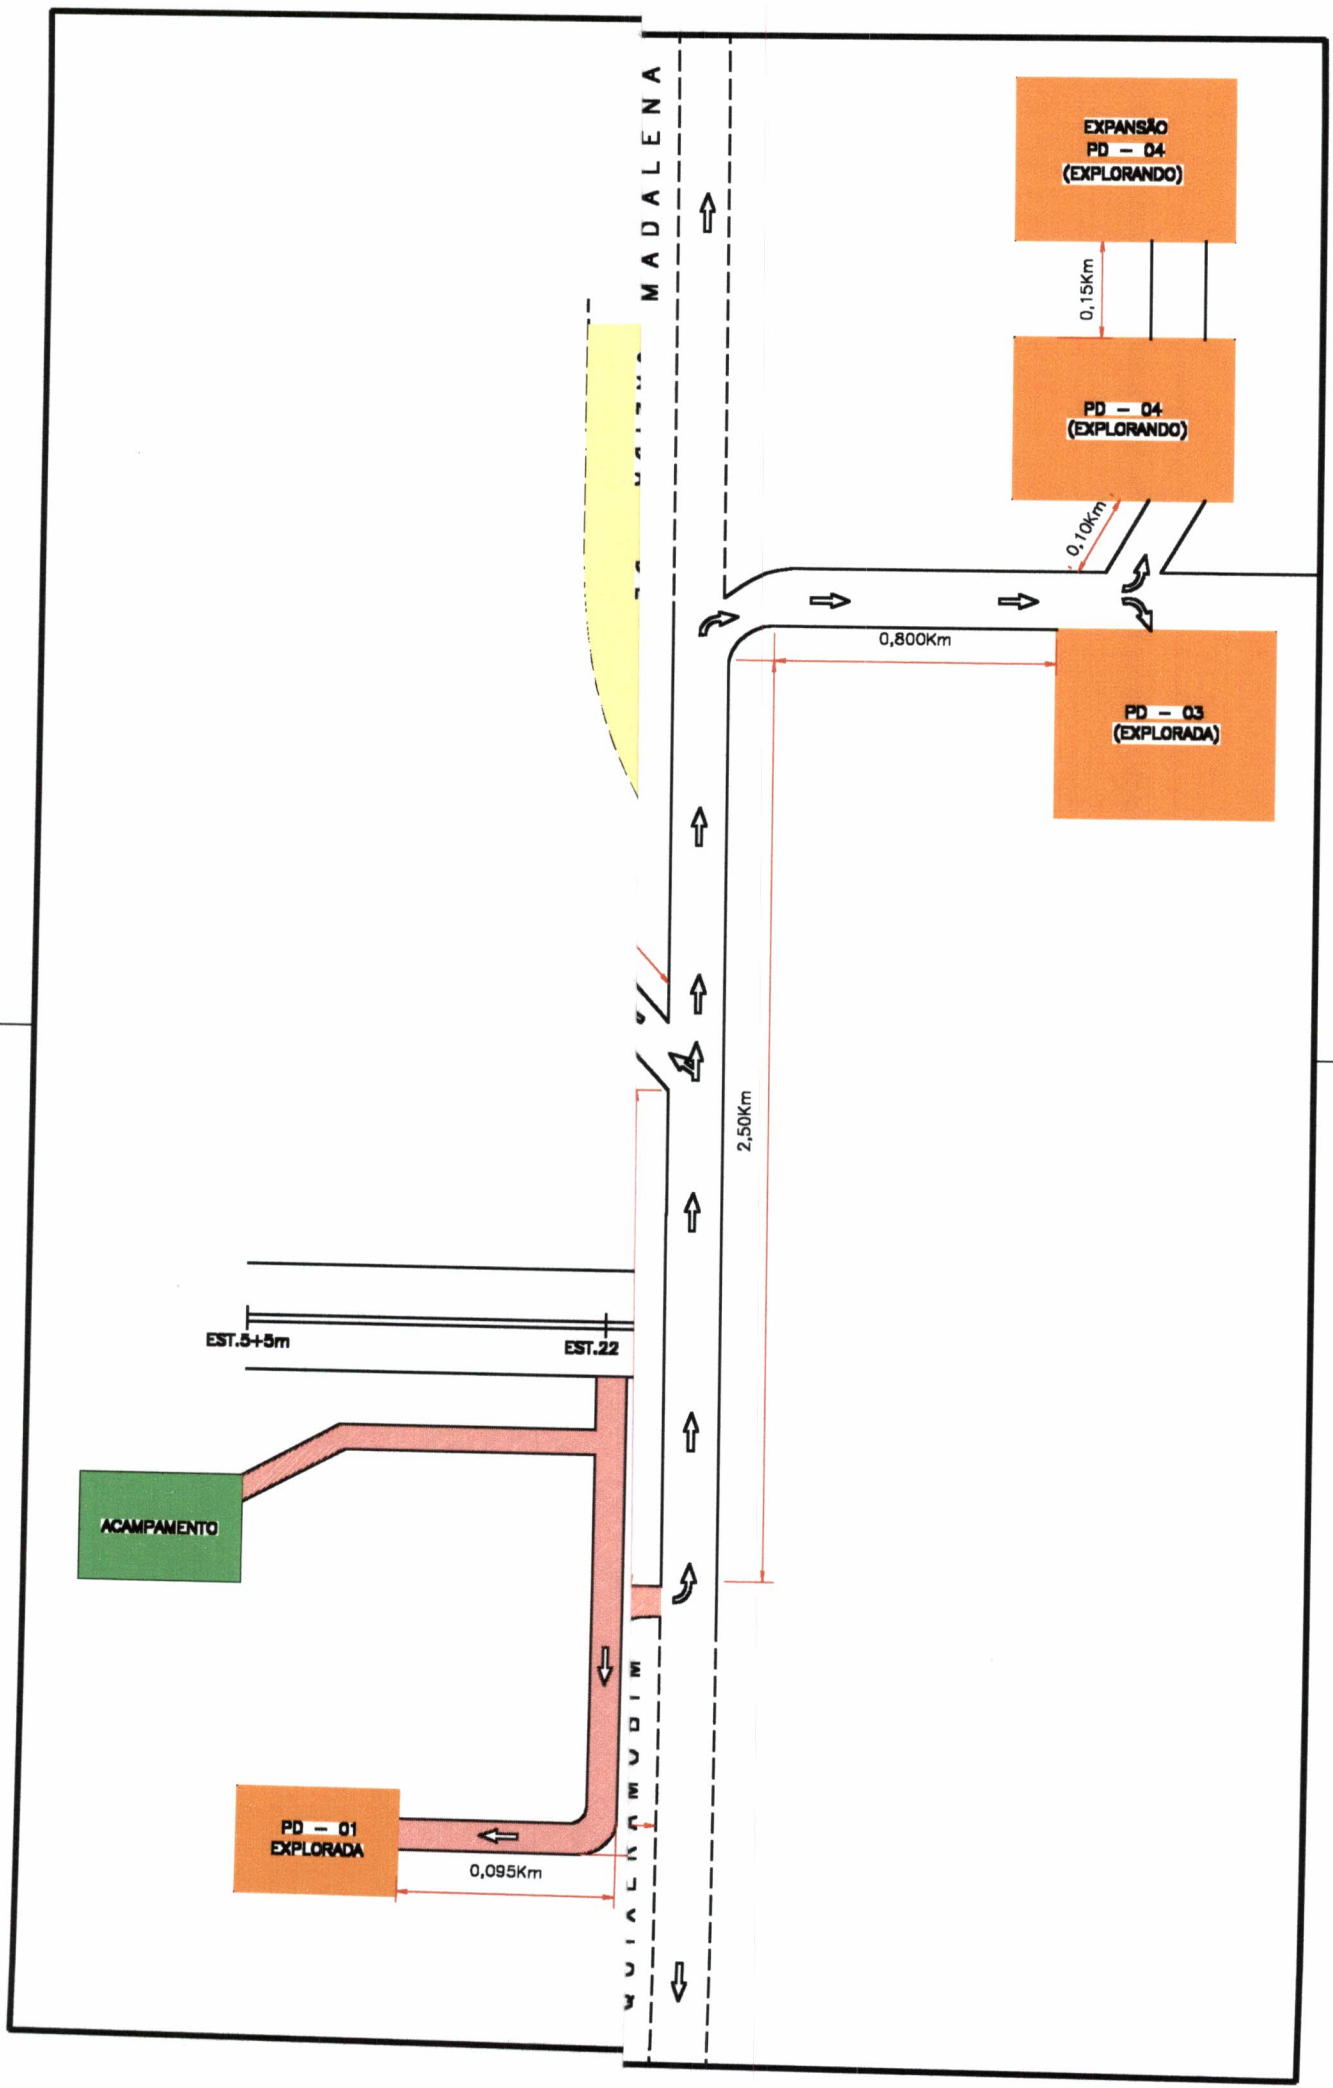 MADALENA
EXPANSÃO
PD - 04
(EXPLORANDO)
0,15Km
PD - 04
(EXPLORANDO)
0,10Km
0,800Km
PD - 03
(EXPLORADA)
2,50Km
EST.5+5m
EST.22
ACAMPAMENTO
PD - 01
EXPLORADA
0,095Km
QUIXERAMOBIM